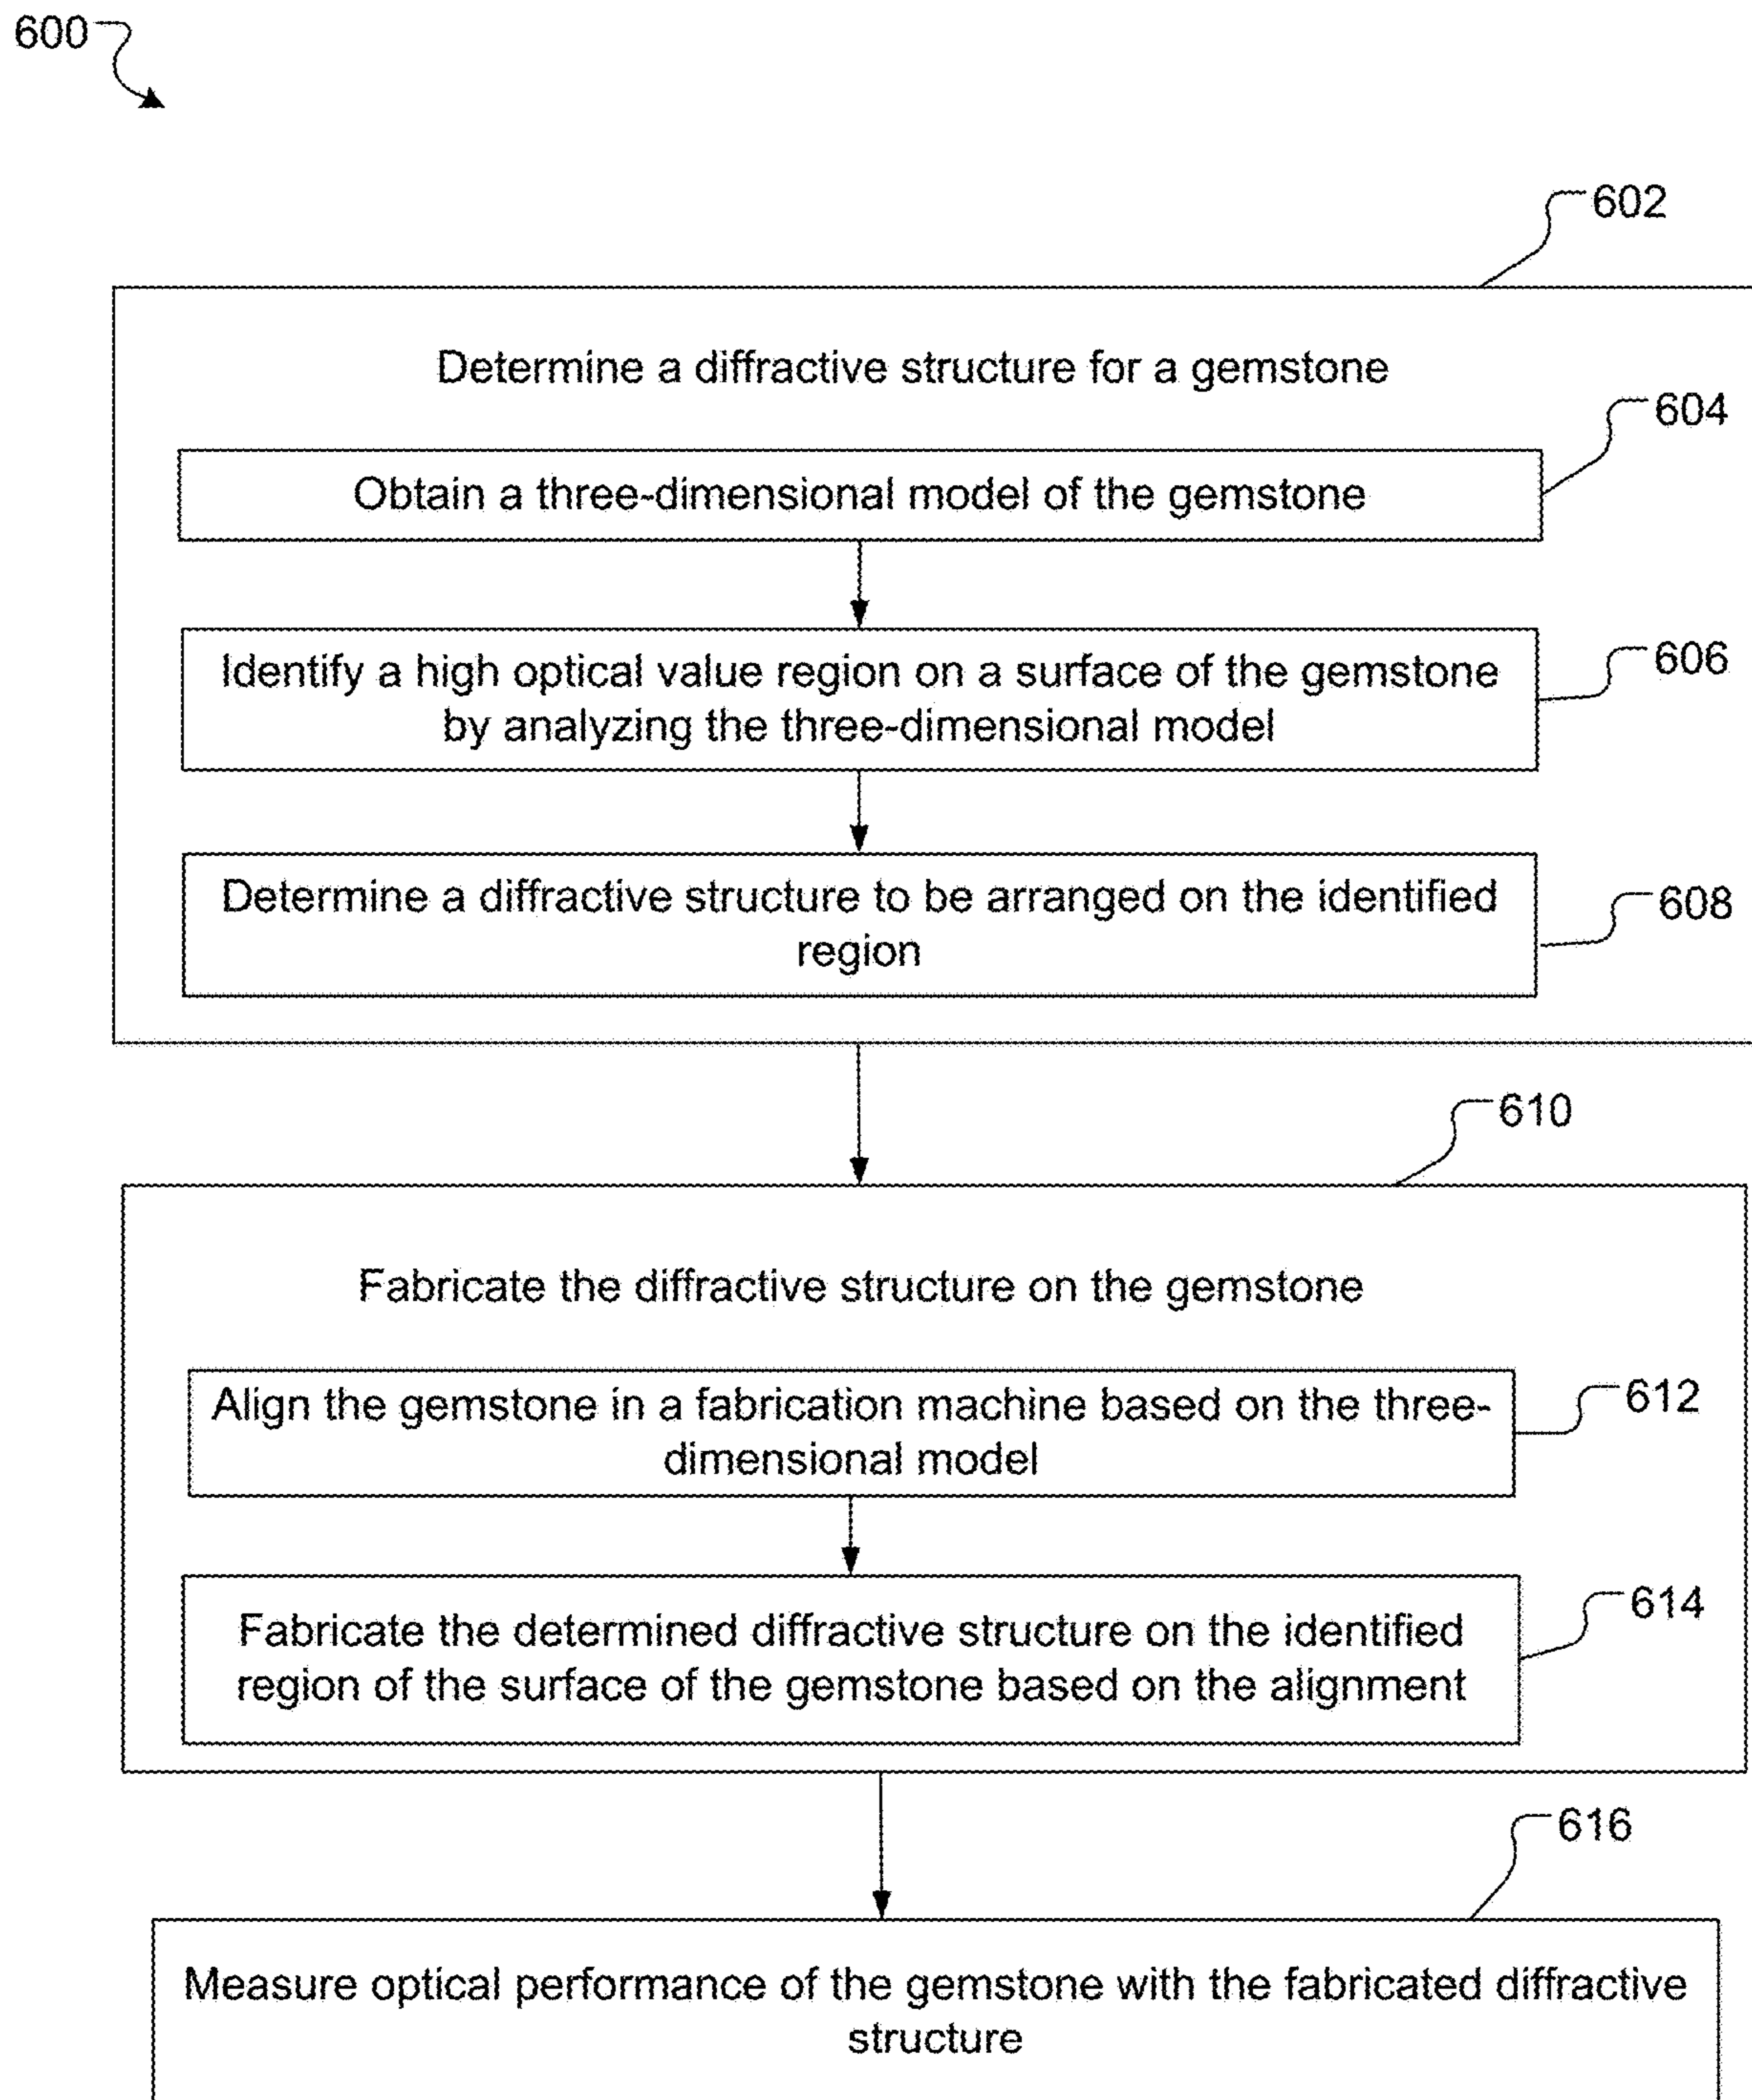 600
602
Determine a diffractive structure for a gemstone
604
Obtain a three-dimensional model of the gemstone
Identify a high optical value region on a surface of the gemstone
606
by analyzing the three-dimensional model
Determine a diffractive structure to be arranged on the identified
608
region
610
Fabricate the diffractive structure on the gemstone
Align the gemstone in a fabrication machine based on the three-
612
dimensional model
614
Fabricate the determined diffractive structure on the identified
region of the surface of the gemstone based on the alignment
616
Measure optical performance of the gemstone with the fabricated diffractive
structure